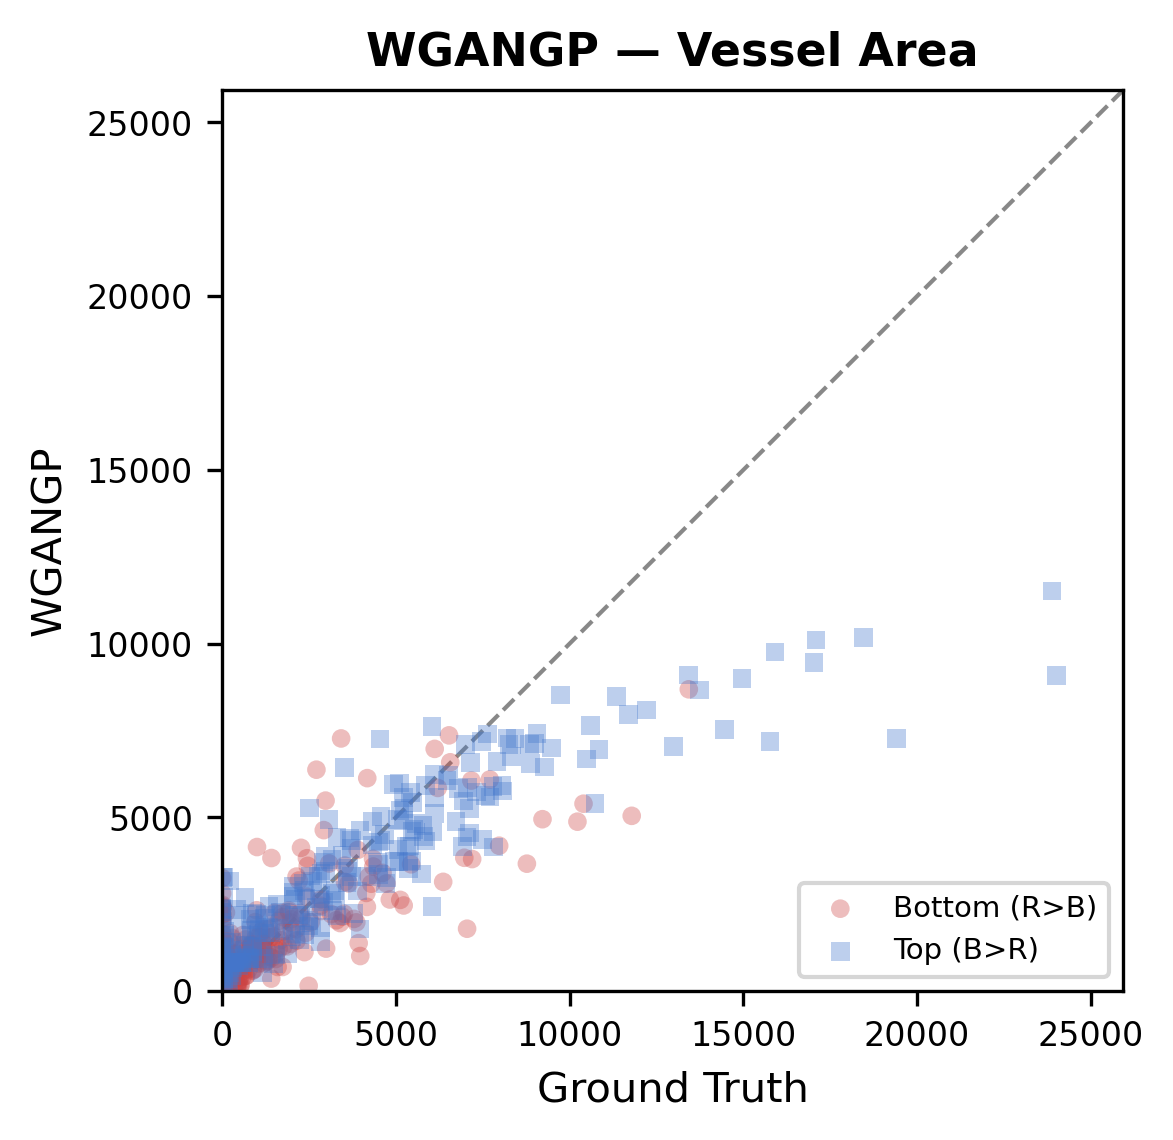 WGANGP — Vessel Area
25000
20000
15000
10000
5000
0
WGANGP
Bottom (R>B)
Top (B>R)
0 5000 10000 15000 20000 25000
Ground Truth